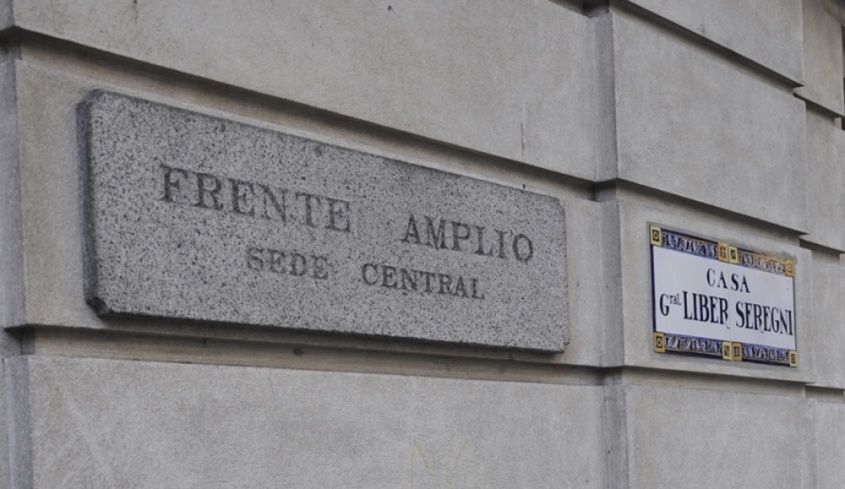 FRENTE AMPLIO
SEDE CENTRAL
CASA
Gral. LIBER SEREGNI